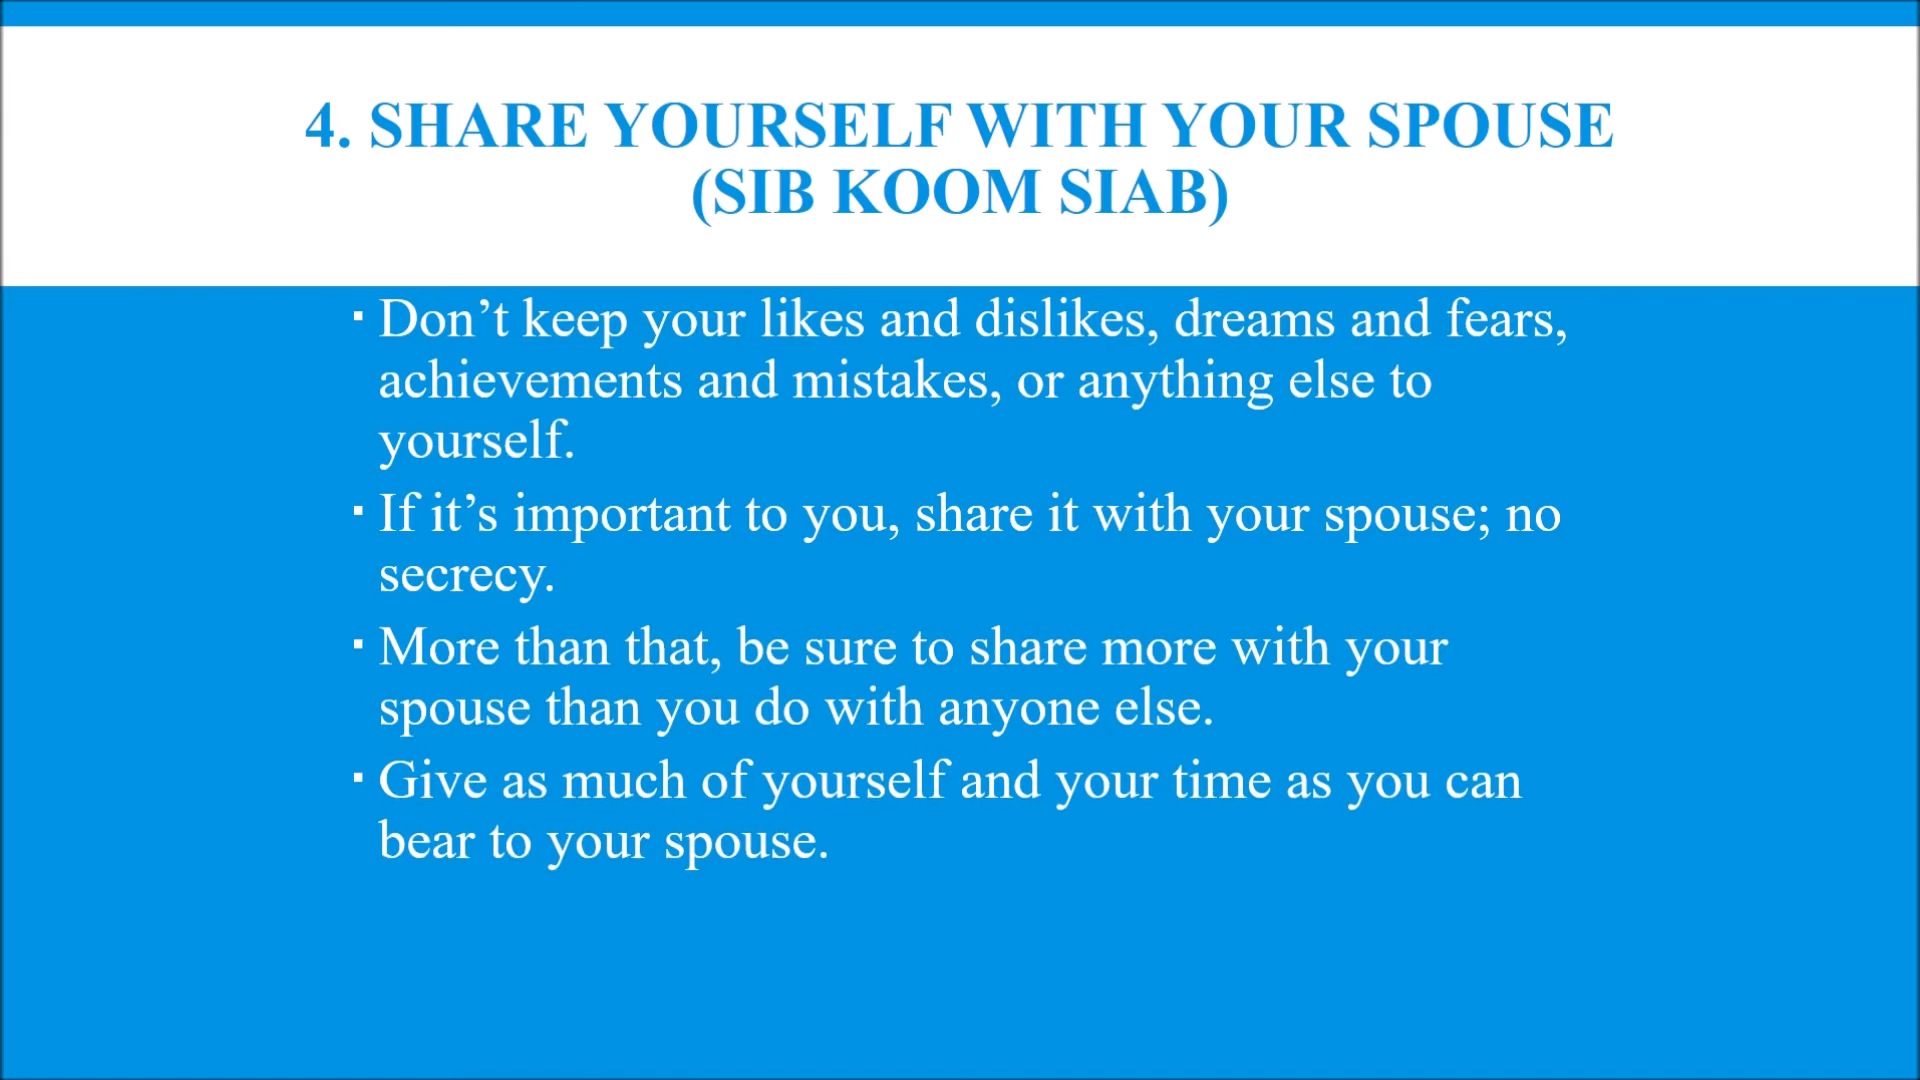 4. SHARE YOURSELF WITH YOUR SPOUSE
(SIB KOOM SIAB)
▪ Don’t keep your likes and dislikes, dreams and fears,
achievements and mistakes, or anything else to
yourself.
▪ If it’s important to you, share it with your spouse; no
secrecy.
▪ More than that, be sure to share more with your
spouse than you do with anyone else.
▪ Give as much of yourself and your time as you can
bear to your spouse.